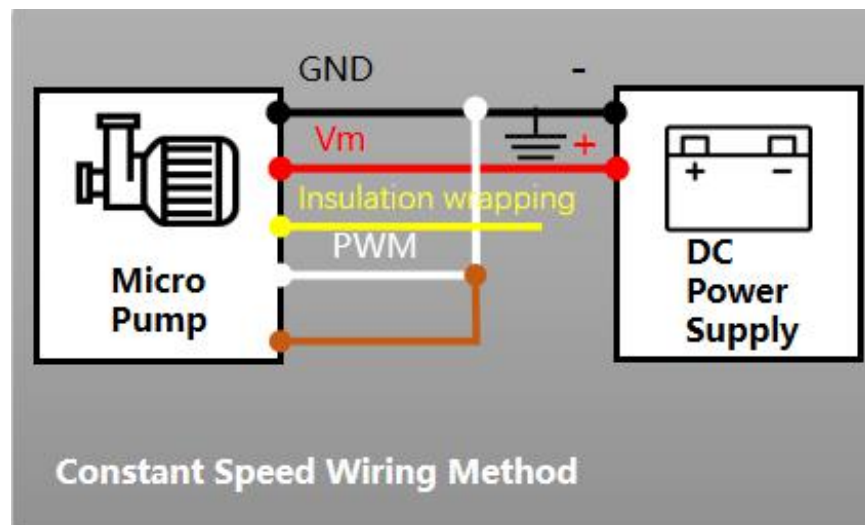 GND -
Vm +
Insulation wrapping
PWM
Micro
Pump
+ -
DC
Power
Supply
Constant Speed Wiring Method